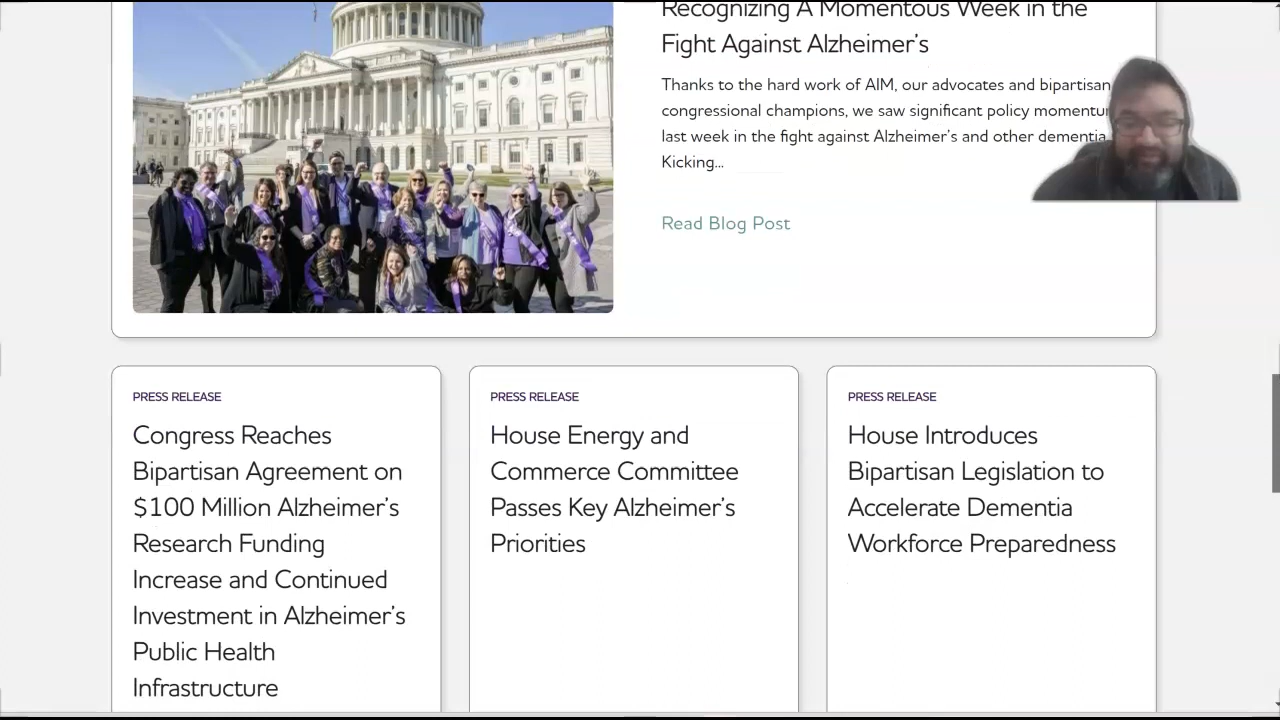 Recognizing A Momentous Week in the
Fight Against Alzheimer's
Thanks to the hard work of AIM, our advocates and bipartisan
congressional champions, we saw significant policy
last week in the fight against Alzheimer's and other dementia
Kicking...
Read Blog Post
PRESS RELEASE
Congress Reaches
Bipartisan Agreement on
$100 Million Alzheimer's
Research Funding
Increase and Continued
Investment in Alzheimer's
Public Health
Infrastructure
PRESS RELEASE
House Energy and
Commerce Committee
Passes Key Alzheimer's
Priorities
PRESS RELEASE
House Introduces
Bipartisan Legislation to
Accelerate Dementia
Workforce Preparedness